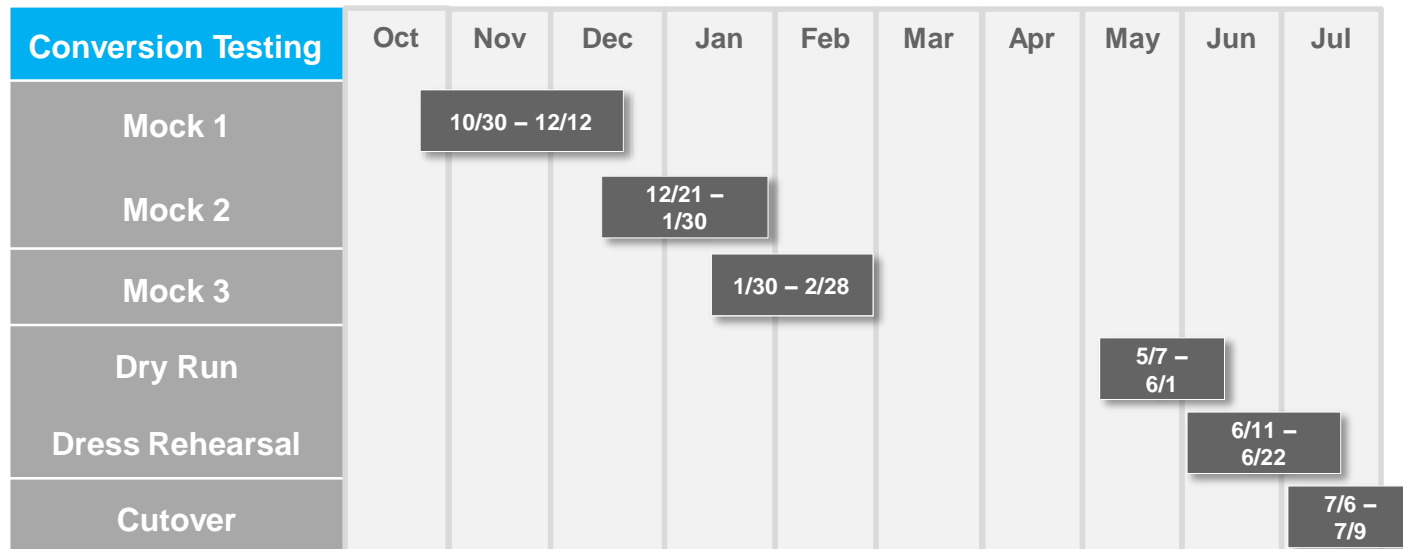 Conversion Testing
Oct
Nov
Dec
Jan
Feb
Mar
Apr
May
Jun
Jul
Mock 1
10/30 – 12/12
Mock 2
12/21 –
1/30
Mock 3
1/30 – 2/28
Dry Run
5/7 –
6/1
Dress Rehearsal
6/11 –
6/22
Cutover
7/6 –
7/9